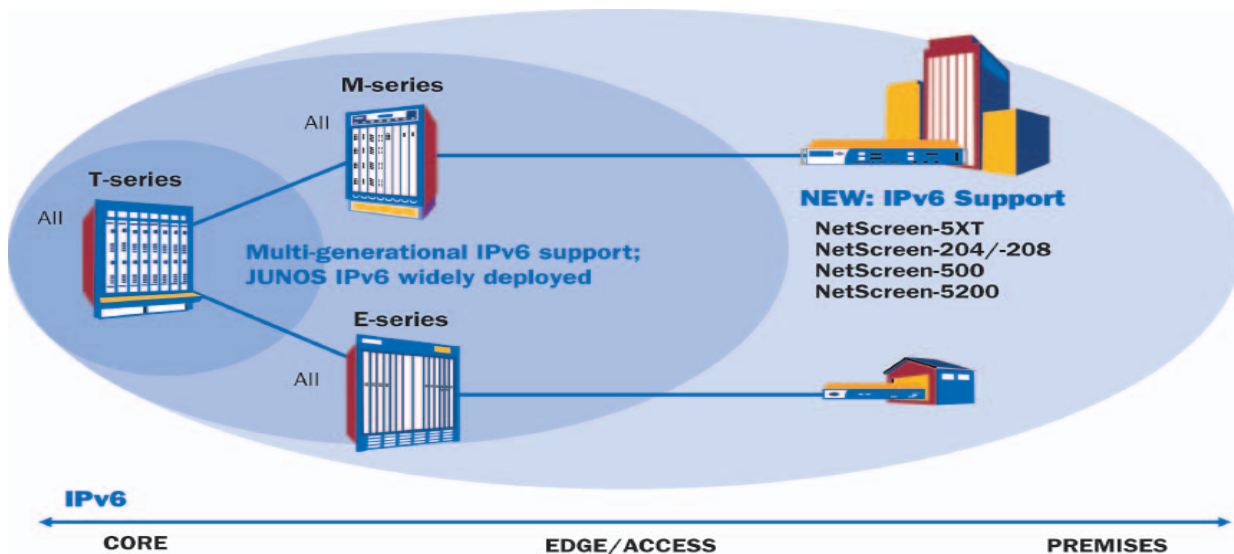 M-series
All
T-series
All
NEW: IPv6 Support
NetScreen-5XT
NetScreen-204/-208
NetScreen-500
NetScreen-5200
Multi-generational IPv6 support;
JUNOS IPv6 widely deployed
E-series
All
IPv6
CORE
EDGE/ACCESS
PREMISES